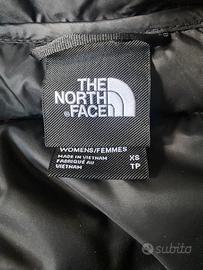 THE
NORTH
FACE
WOMENS/FEMMES
MADE IN VIETNAM XS
FABRIQUÉ AU TP
VIETNAM
subito